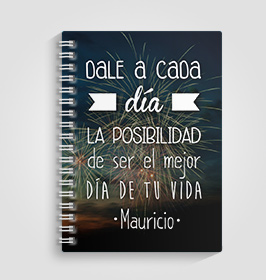 DALE A CADA
día
LA POSIBILIDAD
de ser el mejor
DÍA DE TU VIDA
·Mauricio·